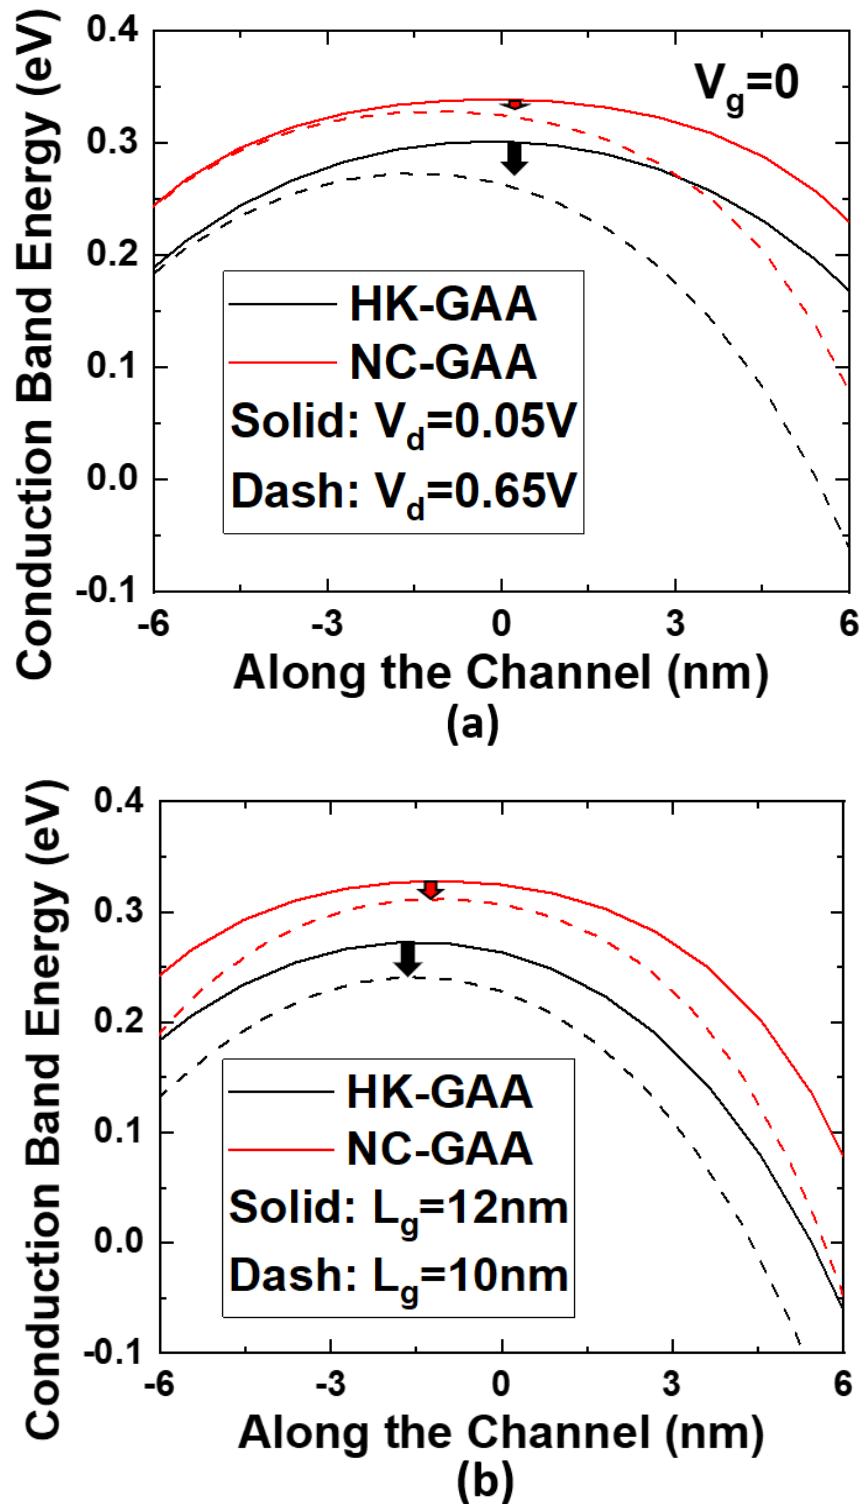 Conduction Band Energy (eV)
0.4
0.3
0.2
0.1
0.0
-0.1
V_g=0
HK-GAA
NC-GAA
Solid: V_d=0.05V
Dash: V_d=0.65V
-6 -3 0 3 6
Along the Channel (nm)
(a)
Conduction Band Energy (eV)
0.4
0.3
0.2
0.1
0.0
-0.1
HK-GAA
NC-GAA
Solid: L_g=12nm
Dash: L_g=10nm
-6 -3 0 3 6
Along the Channel (nm)
(b)